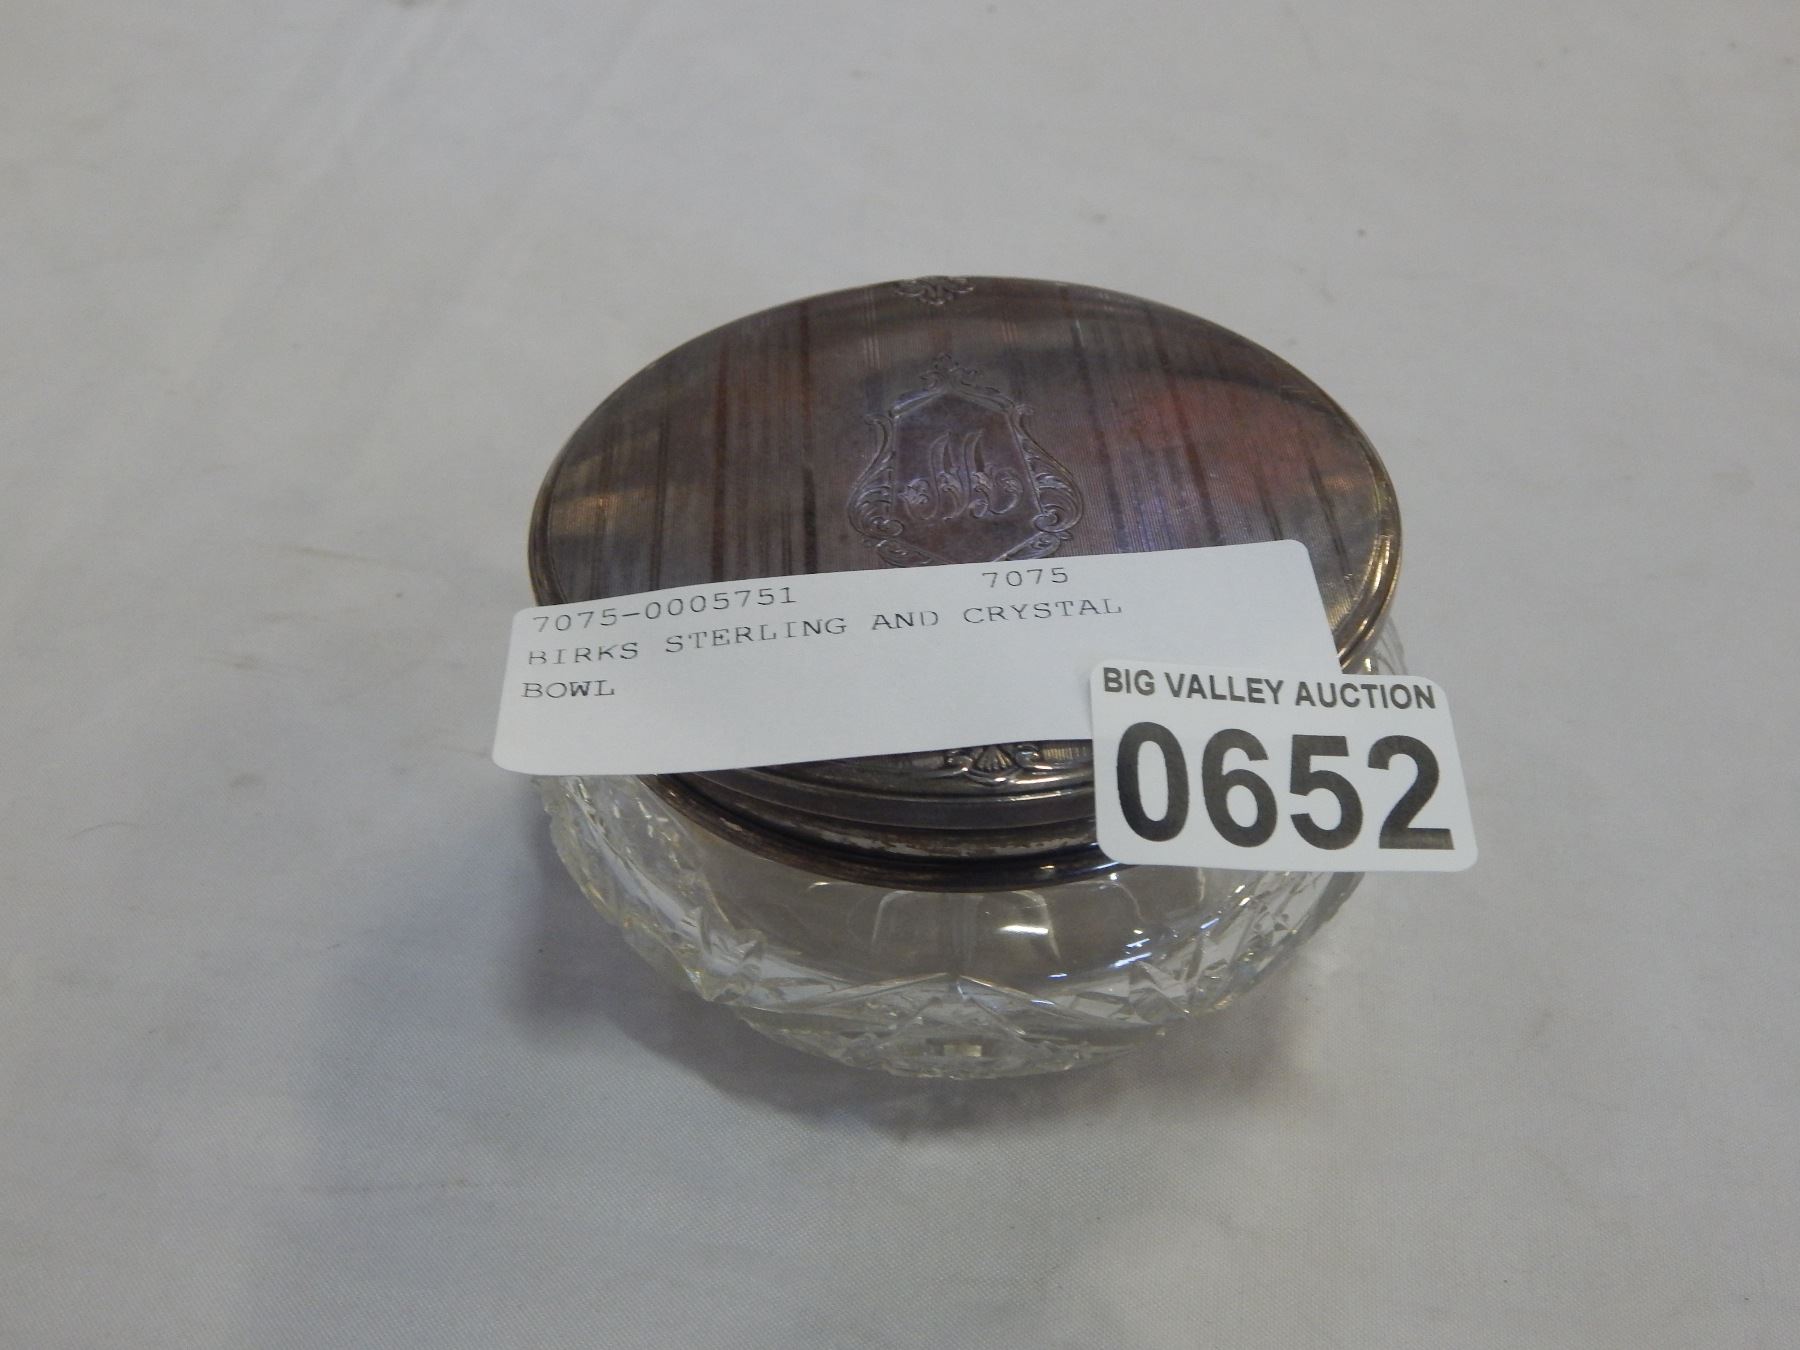 M
7075-0005751 7075
BIRKS STERLING AND CRYSTAL
BOWL
BIG VALLEY AUCTION
0652